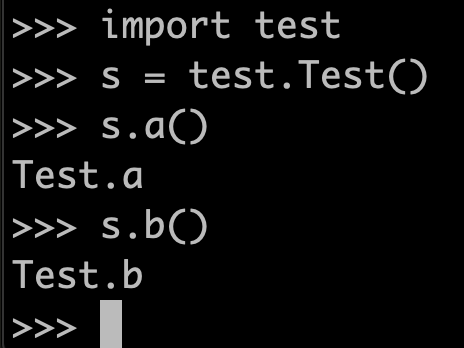 >>> import test
>>> s = test.Test()
>>> s.a()
Test.a
>>> s.b()
Test.b
>>>